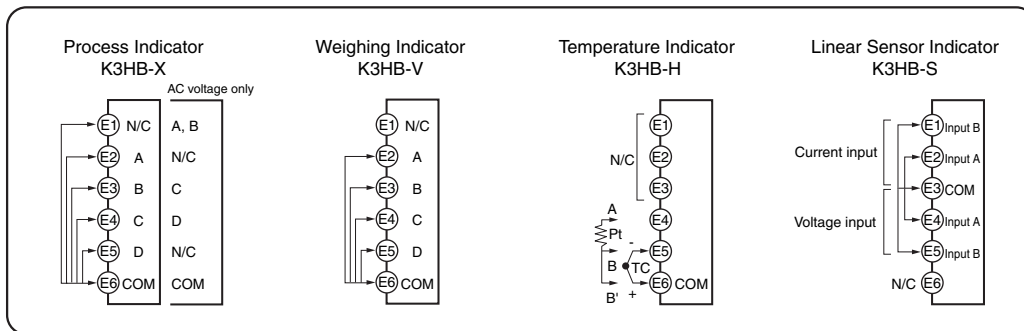 Process Indicator
K3HB-X
AC voltage only
E1 N/C A, B
E2 A N/C
E3 B C
E4 C D
E5 D N/C
E6 COM COM
Weighing Indicator
K3HB-V
E1 N/C
E2 A
E3 B
E4 C
E5 D
E6 COM
Temperature Indicator
K3HB-H
E1
N/C E2
E3
A E4
Pt
- E5
B TC
E6 COM
B' +
Linear Sensor Indicator
K3HB-S
E1 Input B
Current input
E2 Input A
E3 COM
Voltage input
E4 Input A
E5 Input B
N/C E6